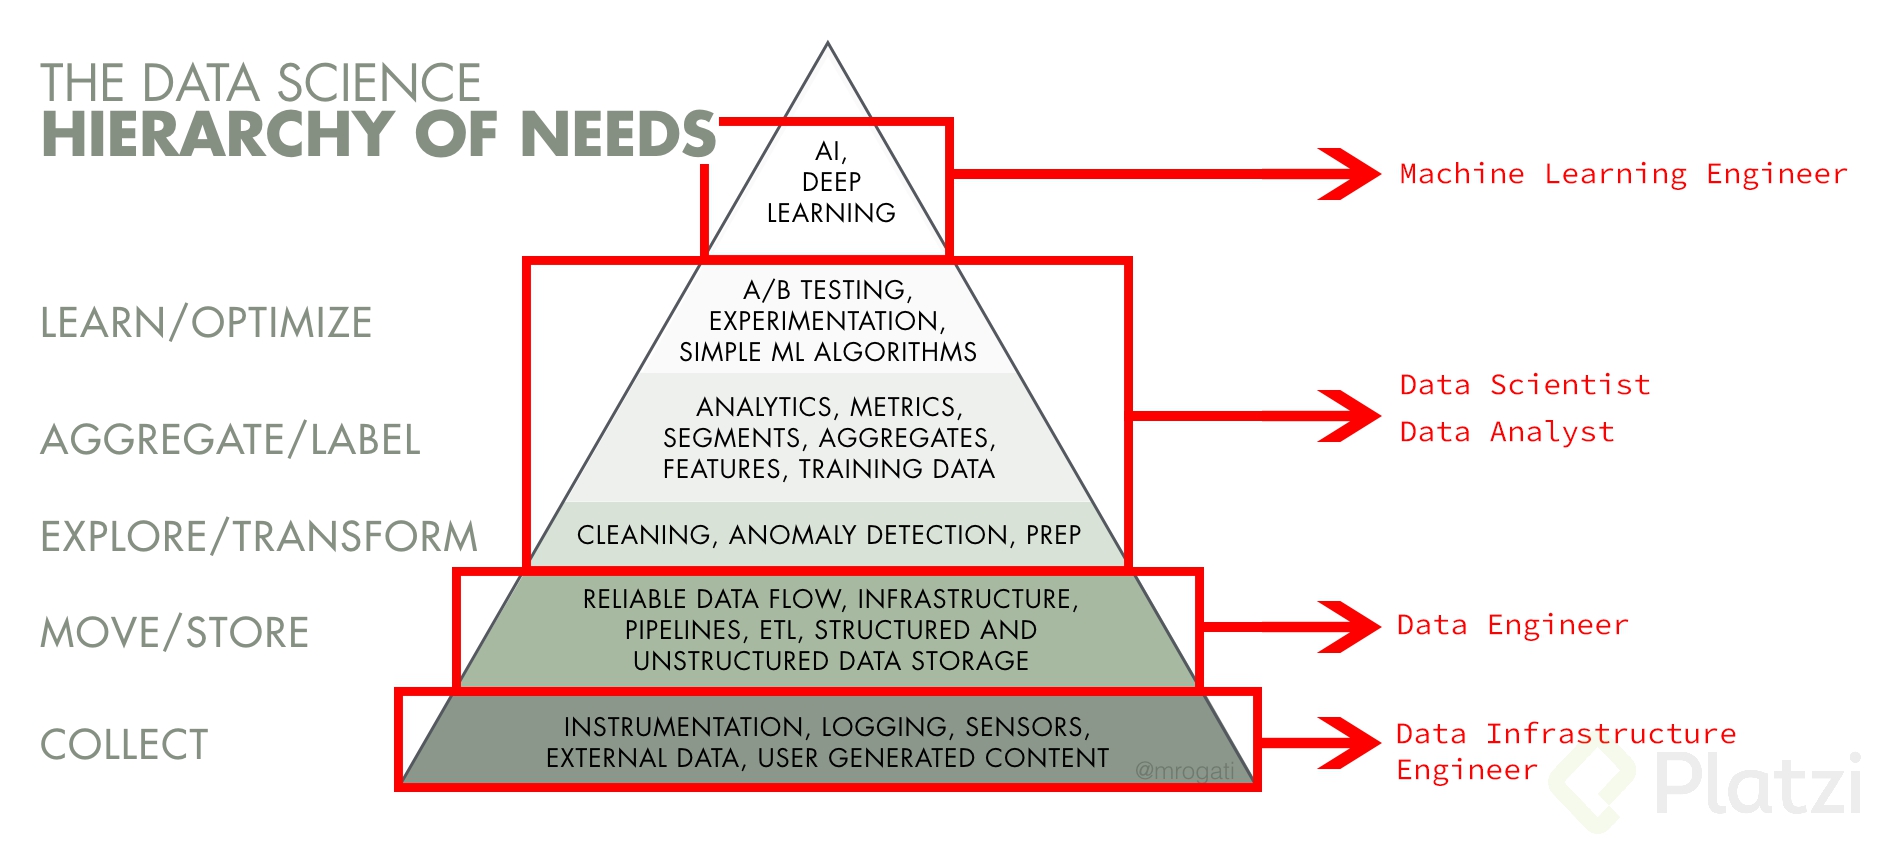 THE DATA SCIENCE
HIERARCHY OF NEEDS
AI,
DEEP
LEARNING
Machine Learning Engineer
LEARN/OPTIMIZE
A/B TESTING,
EXPERIMENTATION,
SIMPLE ML ALGORITHMS
AGGREGATE/LABEL
ANALYTICS, METRICS,
SEGMENTS, AGGREGATES,
FEATURES, TRAINING DATA
Data Scientist
Data Analyst
EXPLORE/TRANSFORM
CLEANING, ANOMALY DETECTION, PREP
MOVE/STORE
RELIABLE DATA FLOW, INFRASTRUCTURE,
PIPELINES, ETL, STRUCTURED AND
UNSTRUCTURED DATA STORAGE
Data Engineer
COLLECT
INSTRUMENTATION, LOGGING, SENSORS,
EXTERNAL DATA, USER GENERATED CONTENT
@mrogati
Data Infrastructure
Engineer
Platzi